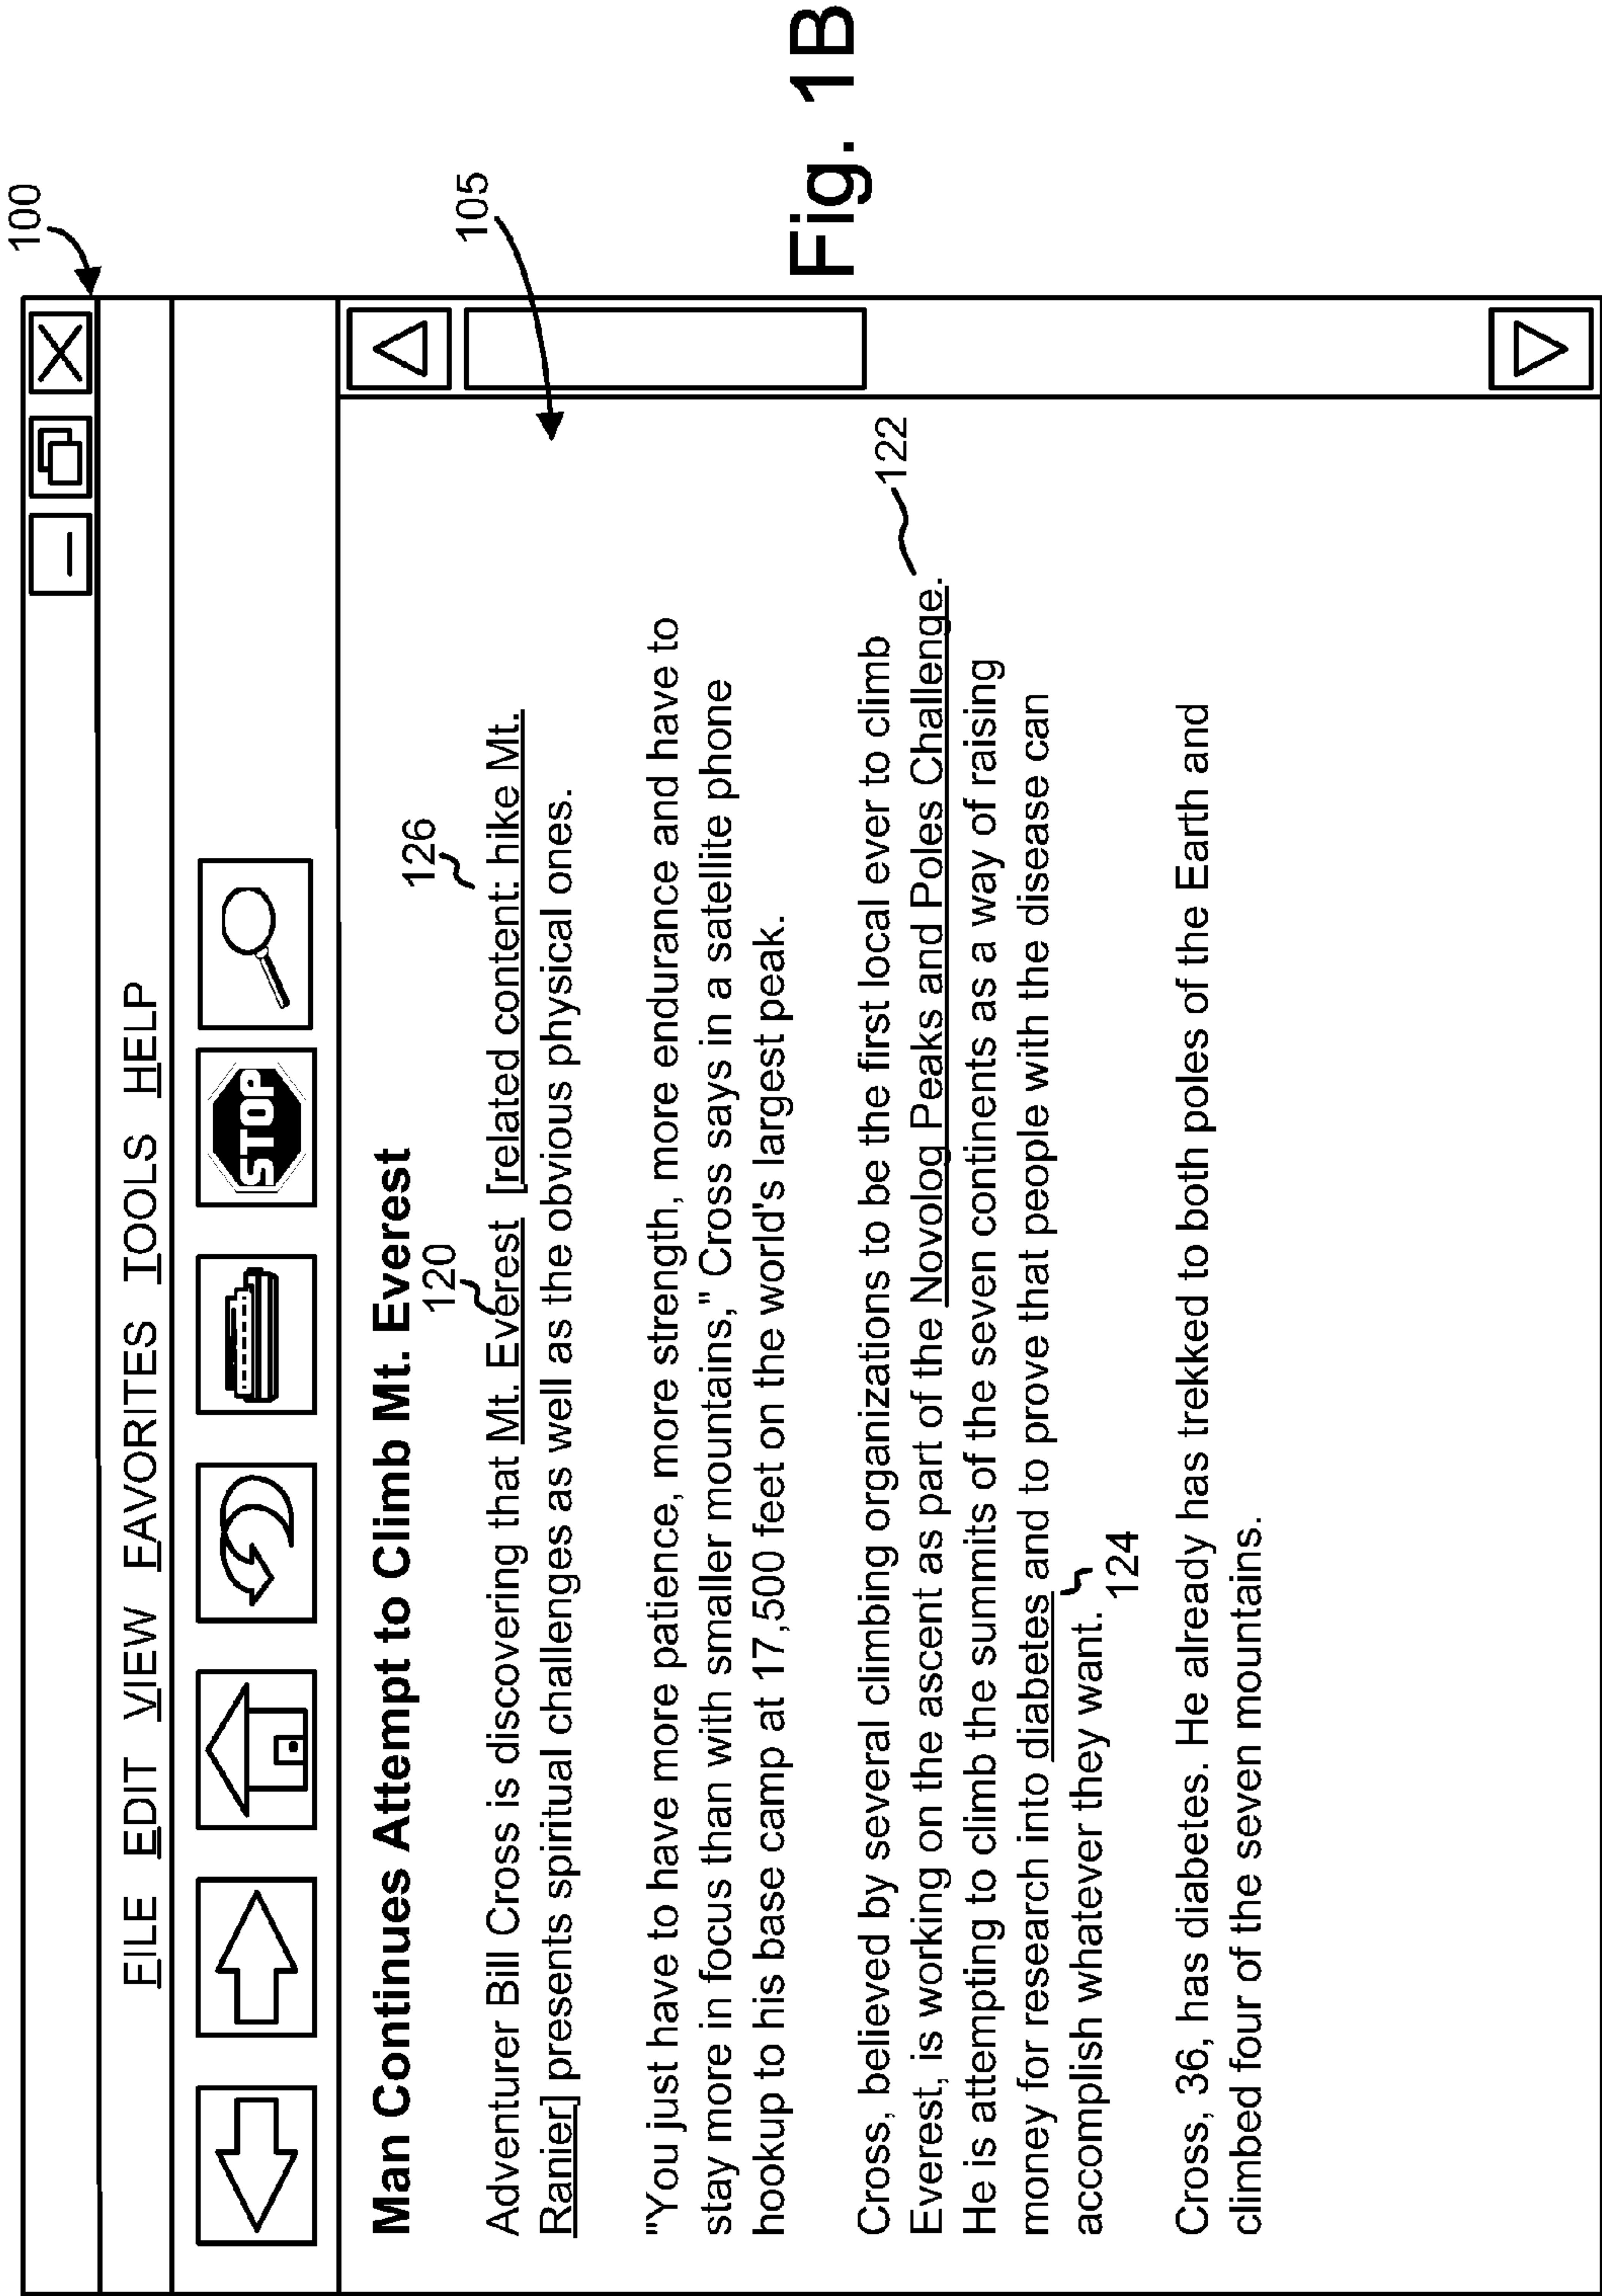 100
FILE EDIT VIEW FAVORITES TOOLS HELP
STOP
105
Man Continues Attempt to Climb Mt. Everest
120
126
Adventurer Bill Cross is discovering that Mt. Everest [related content: hike Mt.
Ranier] presents spiritual challenges as well as the obvious physical ones.
"You just have to have more patience, more strength, more endurance and have to
stay more in focus than with smaller mountains," Cross says in a satellite phone
hookup to his base camp at 17,500 feet on the world's largest peak.
122
Cross, believed by several climbing organizations to be the first local ever to climb
Everest, is working on the ascent as part of the Novolog Peaks and Poles Challenge.
He is attempting to climb the summits of the seven continents as a way of raising
money for research into diabetes and to prove that people with the disease can
accomplish whatever they want.
124
Cross, 36, has diabetes. He already has trekked to both poles of the Earth and
climbed four of the seven mountains.
Fig. 1B